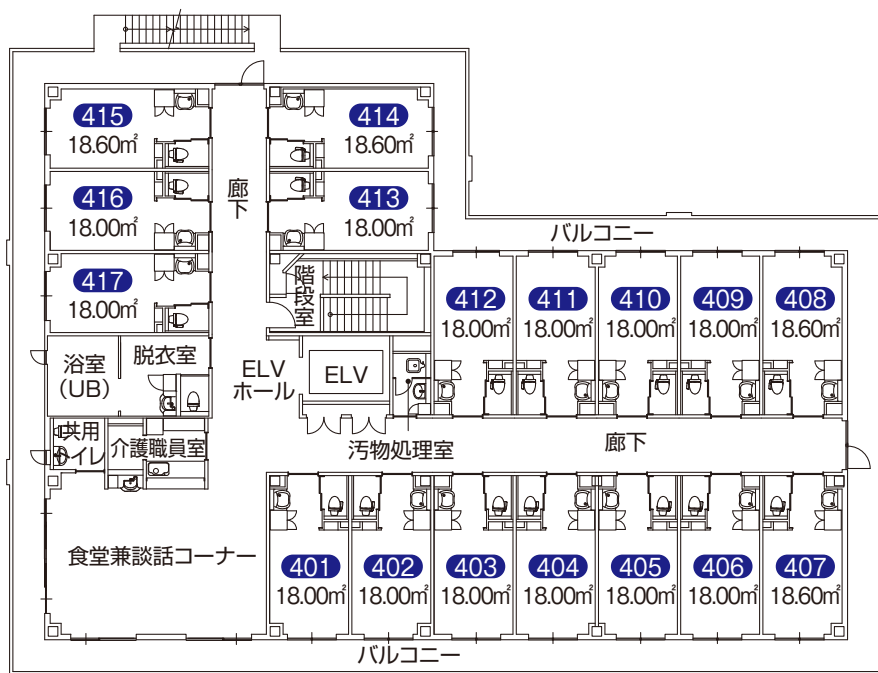 415
18.60㎡
414
18.60㎡
416
18.00㎡
廊下
413
18.00㎡
バルコニー
417
18.00㎡
階段室
412
18.00㎡
411
18.00㎡
410
18.00㎡
409
18.00㎡
408
18.60㎡
浴室
（UB）
脱衣室
ELV
ホール
ELV
共用
トイレ
介護職員室
汚物処理室
廊下
食堂兼談話コーナー
401
18.00㎡
402
18.00㎡
403
18.00㎡
404
18.00㎡
405
18.00㎡
406
18.00㎡
407
18.60㎡
バルコニー